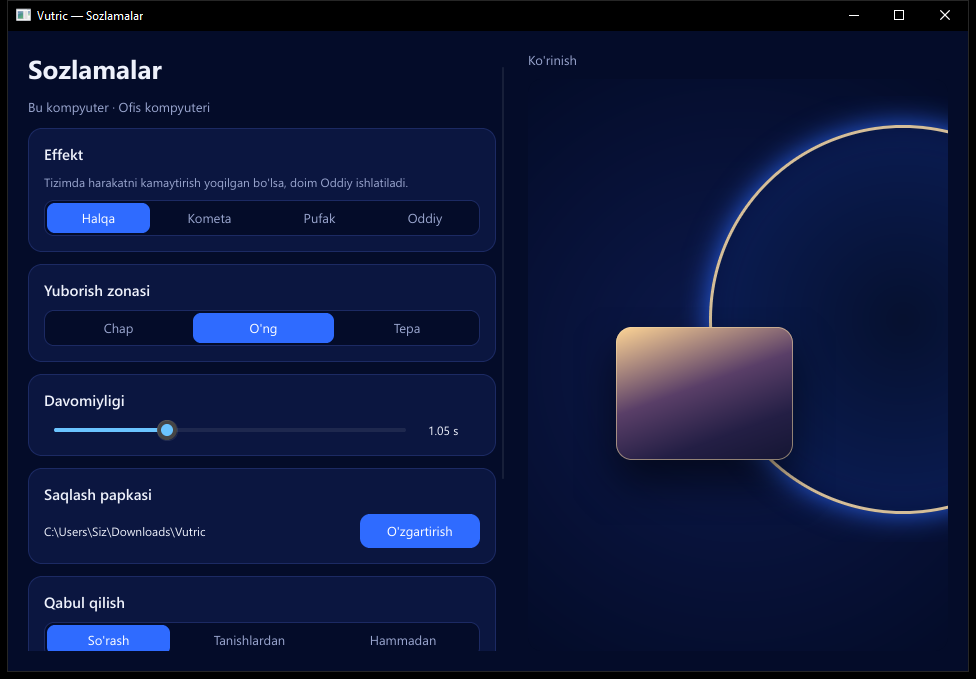 Vutric — Sozlamalar
Sozlamalar
Bu kompyuter · Ofis kompyuteri
Effekt
Tizimda harakatni kamaytirish yoqilgan bo'lsa, doim Oddiy ishlatiladi.
Halqa Kometa Pufak Oddiy
Yuborish zonasi
Chap O'ng Tepa
Davomiyligi
1.05 s
Saqlash papkasi
C:\Users\Siz\Downloads\Vutric O'zgartirish
Qabul qilish
So'rash Tanishlardan Hammadan
Ko'rinish